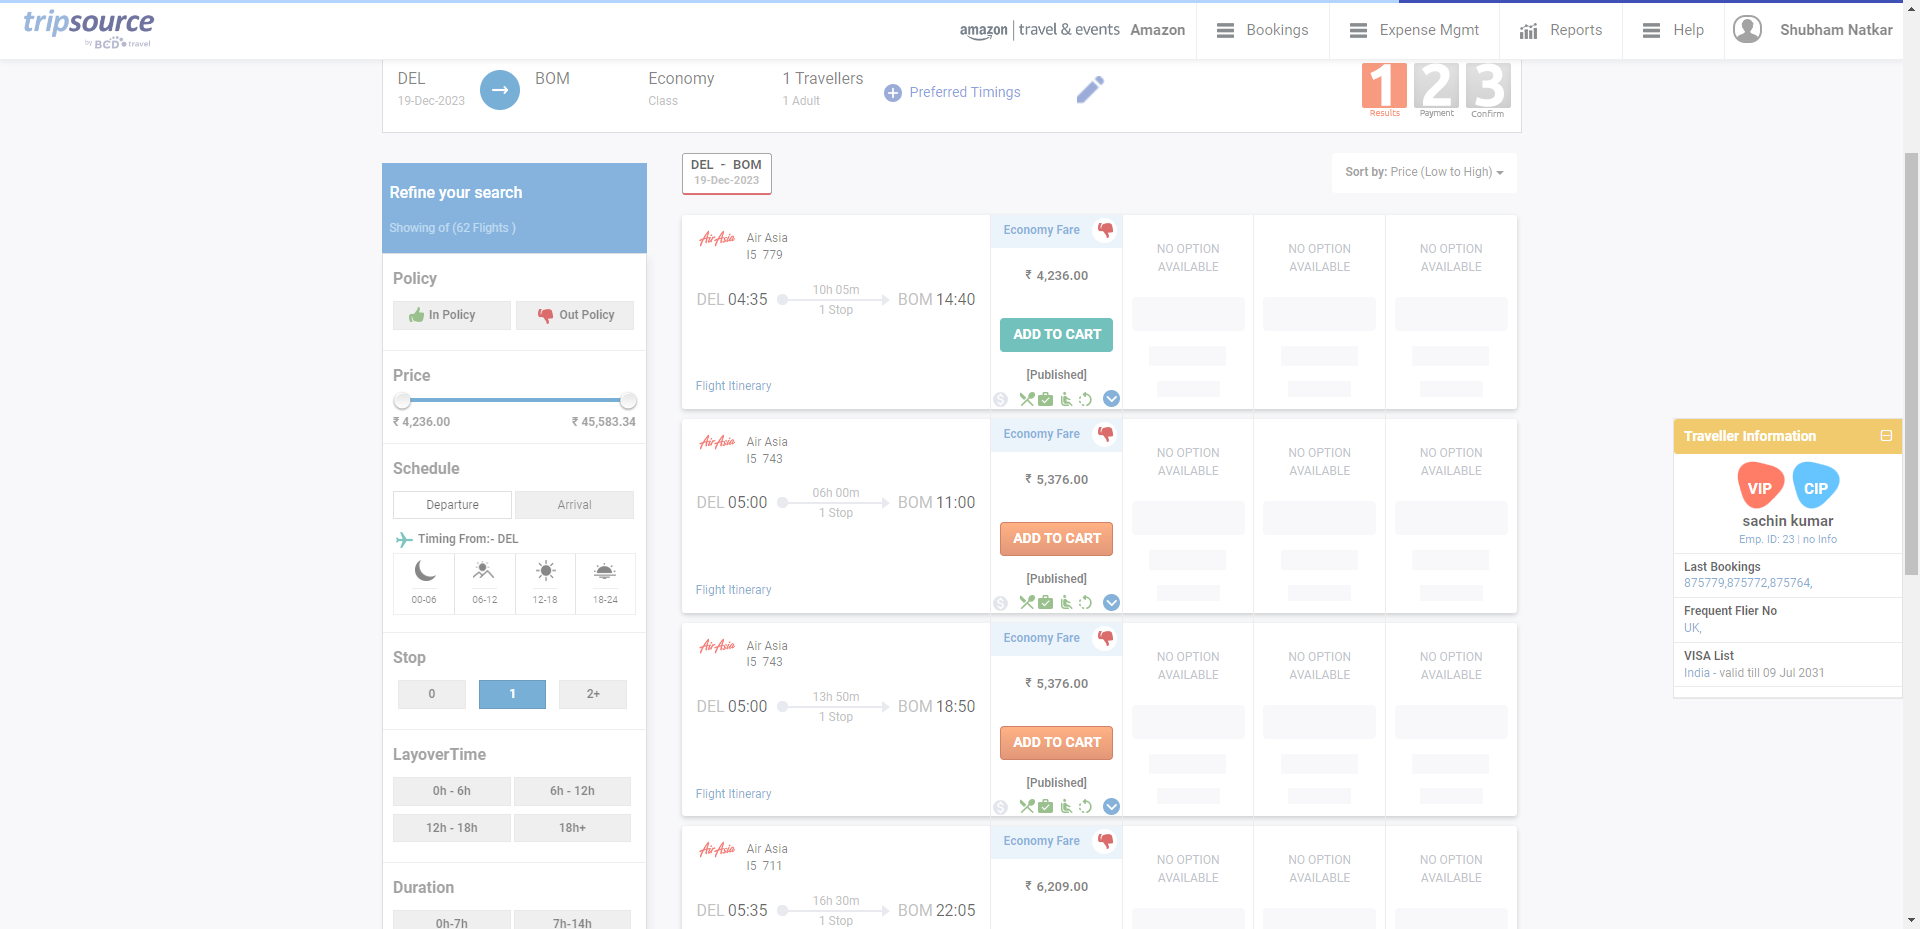 tripsource
by BCD travel
amazon | travel & events
Amazon
Bookings
Expense Mgmt
Reports
Help
Shubham Natkar
DEL
19-Dec-2023
BOM
Economy
Class
1 Travellers
1 Adult
Preferred Timings
1 2 3
Results Payment Confirm
Refine your search
Showing of (62 Flights )
Policy
In Policy
Out Policy
Price
₹ 4,236.00
₹ 45,583.34
Schedule
Departure
Arrival
Timing From:- DEL
00-06
06-12
12-18
18-24
Stop
0
1
2+
LayoverTime
0h - 6h
6h - 12h
12h - 18h
18h+
Duration
0h-7h
7h-14h
DEL - BOM
19-Dec-2023
Sort by: Price (Low to High)
AirAsia
Air Asia
I5 779
DEL 04:35
10h 05m
1 Stop
BOM 14:40
Flight Itinerary
Economy Fare
₹ 4,236.00
ADD TO CART
[Published]
NO OPTION
AVAILABLE
NO OPTION
AVAILABLE
NO OPTION
AVAILABLE
AirAsia
Air Asia
I5 743
DEL 05:00
06h 00m
1 Stop
BOM 11:00
Flight Itinerary
Economy Fare
₹ 5,376.00
ADD TO CART
[Published]
NO OPTION
AVAILABLE
NO OPTION
AVAILABLE
NO OPTION
AVAILABLE
AirAsia
Air Asia
I5 743
DEL 05:00
13h 50m
1 Stop
BOM 18:50
Flight Itinerary
Economy Fare
₹ 5,376.00
ADD TO CART
[Published]
NO OPTION
AVAILABLE
NO OPTION
AVAILABLE
NO OPTION
AVAILABLE
AirAsia
Air Asia
I5 711
DEL 05:35
16h 30m
1 Stop
BOM 22:05
Economy Fare
₹ 6,209.00
NO OPTION
AVAILABLE
NO OPTION
AVAILABLE
NO OPTION
AVAILABLE
Traveller Information
VIP
CIP
sachin kumar
Emp. ID: 23 | no info
Last Bookings
875779,875772,875764,
Frequent Flier No
UK,
VISA List
India - valid till 09 Jul 2031